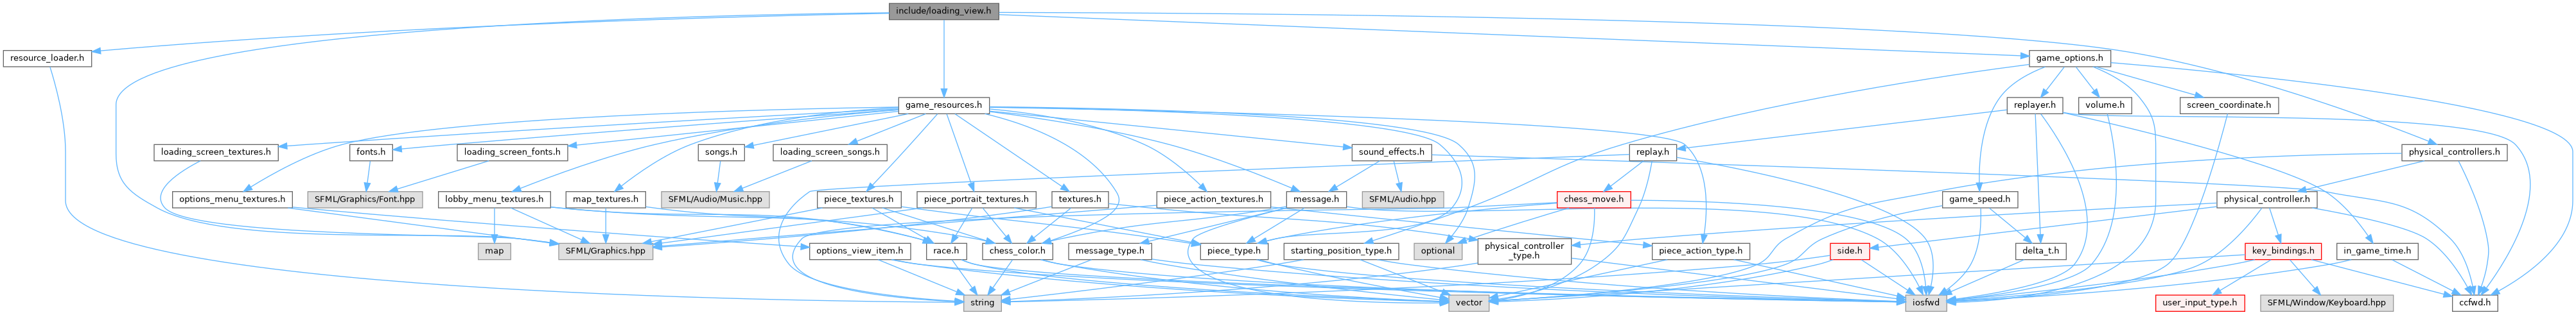 include/loading_view.h
resource_loader.h
game_options.h
game_resources.h
replayer.h
volume.h
screen_coordinate.h
loading_screen_textures.h
fonts.h
loading_screen_fonts.h
songs.h
loading_screen_songs.h
sound_effects.h
replay.h
physical_controllers.h
options_menu_textures.h
SFML/Graphics/Font.hpp
lobby_menu_textures.h
map_textures.h
SFML/Audio/Music.hpp
piece_textures.h
piece_portrait_textures.h
textures.h
piece_action_textures.h
message.h
SFML/Audio.hpp
chess_move.h
game_speed.h
physical_controller.h
map
SFML/Graphics.hpp
options_view_item.h
race.h
chess_color.h
message_type.h
piece_type.h
starting_position_type.h
optional
physical_controller
_type.h
piece_action_type.h
side.h
delta_t.h
key_bindings.h
in_game_time.h
string
vector
iosfwd
user_input_type.h
SFML/Window/Keyboard.hpp
ccfwd.h